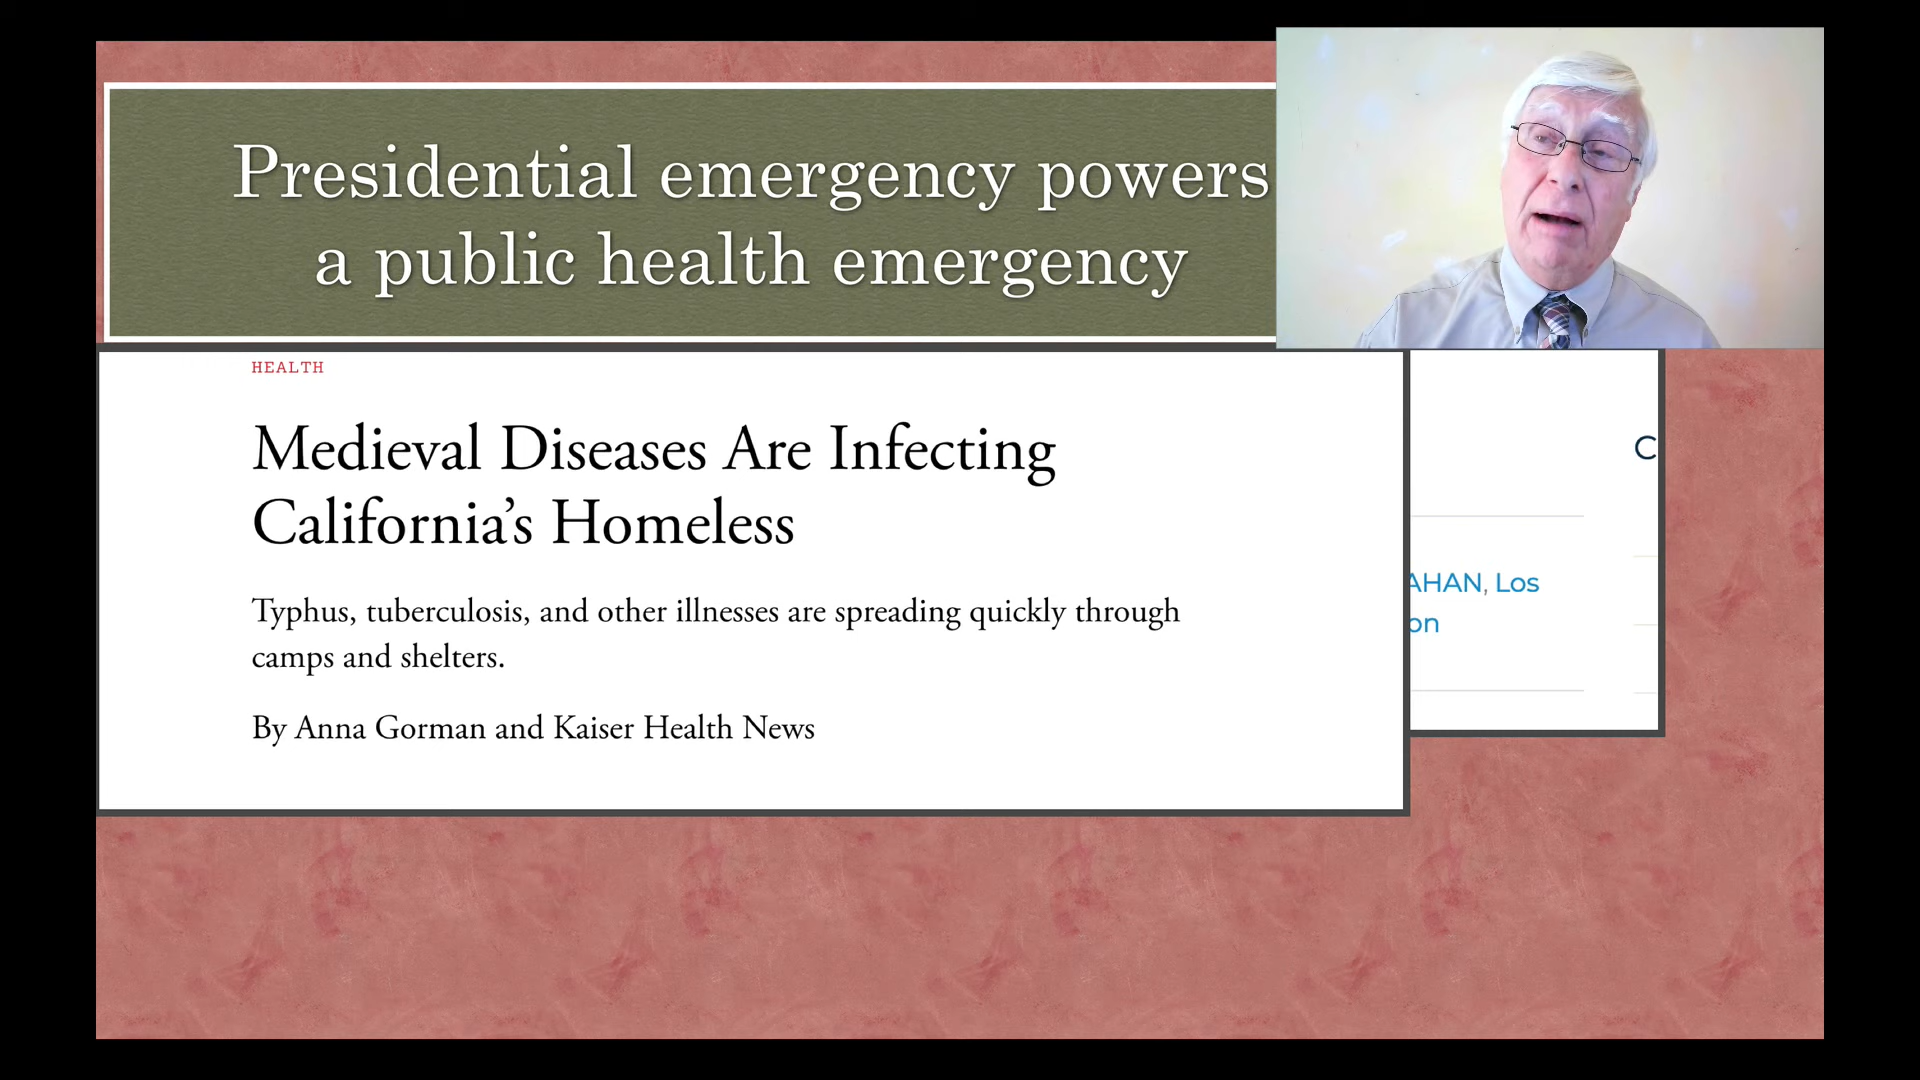 Presidential emergency powers
a public health emergency
HEALTH
Medieval Diseases Are Infecting
California’s Homeless
Typhus, tuberculosis, and other illnesses are spreading quickly through
camps and shelters.
By Anna Gorman and Kaiser Health News
C
AHAN, Los
on